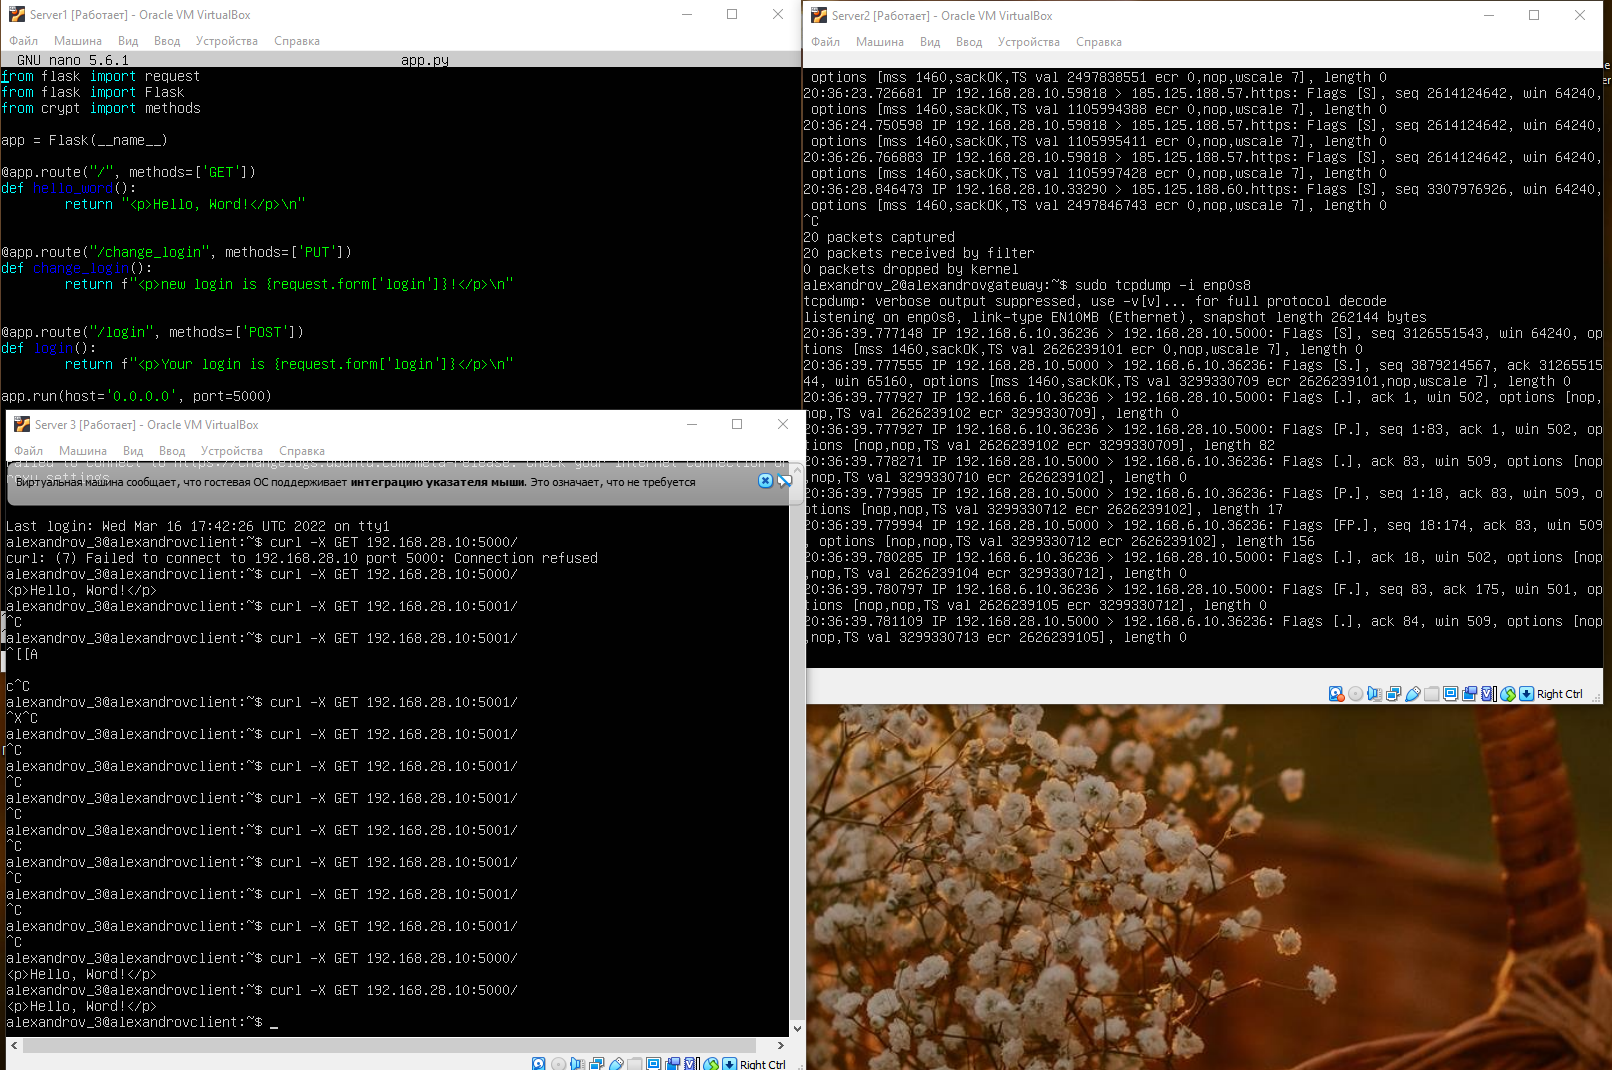 Server1 [Работает] - Oracle VM VirtualBox
Файл Машина Вид Ввод Устройства Справка
GNU nano 5.6.1 app.py
from flask import request
from flask import Flask
from crypt import methods
app = Flask(__name__)
@app.route("/", methods=['GET'])
def hello_word():
return "<p>Hello, Word!</p>\n"
@app.route("/change_login", methods=['PUT'])
def change_login():
return f"<p>new login is {request.form['login']}!</p>\n"
@app.route("/login", methods=['POST'])
def login():
return f"<p>Your login is {request.form['login']}</p>\n"
app.run(host='0.0.0.0', port=5000)
Server 3 [Работает] - Oracle VM VirtualBox
Файл Машина Вид Ввод Устройства Справка
Failed to connect to https://changelogs.ubuntu.com/meta-release. Check your Internet connection or
proxy settings
Виртуальная машина сообщает, что гостевая ОС поддерживает интеграцию указателя мыши. Это означает, что не требуется
Last login: Wed Mar 16 17:42:26 UTC 2022 on tty1
alexandrov_3@alexandrovclient:~$ curl -X GET 192.168.28.10:5000/
curl: (7) Failed to connect to 192.168.28.10 port 5000: Connection refused
alexandrov_3@alexandrovclient:~$ curl -X GET 192.168.28.10:5000/
<p>Hello, Word!</p>
alexandrov_3@alexandrovclient:~$ curl -X GET 192.168.28.10:5001/
^C
alexandrov_3@alexandrovclient:~$ curl -X GET 192.168.28.10:5001/
^[[A
c^C
alexandrov_3@alexandrovclient:~$ curl -X GET 192.168.28.10:5001/
^X^C
alexandrov_3@alexandrovclient:~$ curl -X GET 192.168.28.10:5001/
^C
alexandrov_3@alexandrovclient:~$ curl -X GET 192.168.28.10:5001/
^C
alexandrov_3@alexandrovclient:~$ curl -X GET 192.168.28.10:5001/
^C
alexandrov_3@alexandrovclient:~$ curl -X GET 192.168.28.10:5001/
^C
alexandrov_3@alexandrovclient:~$ curl -X GET 192.168.28.10:5001/
^C
alexandrov_3@alexandrovclient:~$ curl -X GET 192.168.28.10:5001/
^C
alexandrov_3@alexandrovclient:~$ curl -X GET 192.168.28.10:5001/
^C
alexandrov_3@alexandrovclient:~$ curl -X GET 192.168.28.10:5000/
<p>Hello, Word!</p>
alexandrov_3@alexandrovclient:~$ curl -X GET 192.168.28.10:5000/
<p>Hello, Word!</p>
alexandrov_3@alexandrovclient:~$ _
Right Ctrl
Server2 [Работает] - Oracle VM VirtualBox
Файл Машина Вид Ввод Устройства Справка
options [mss 1460,sackOK,TS val 2497838551 ecr 0,nop,wscale 7], length 0
20:36:23.726681 IP 192.168.28.10.59818 > 185.125.188.57.https: Flags [S], seq 2614124642, win 64240,
options [mss 1460,sackOK,TS val 1105994388 ecr 0,nop,wscale 7], length 0
20:36:24.750598 IP 192.168.28.10.59818 > 185.125.188.57.https: Flags [S], seq 2614124642, win 64240,
options [mss 1460,sackOK,TS val 1105995411 ecr 0,nop,wscale 7], length 0
20:36:26.766883 IP 192.168.28.10.59818 > 185.125.188.57.https: Flags [S], seq 2614124642, win 64240,
options [mss 1460,sackOK,TS val 1105997428 ecr 0,nop,wscale 7], length 0
20:36:28.846473 IP 192.168.28.10.33290 > 185.125.188.60.https: Flags [S], seq 3307976926, win 64240,
options [mss 1460,sackOK,TS val 2497846743 ecr 0,nop,wscale 7], length 0
^C
20 packets captured
20 packets received by filter
0 packets dropped by kernel
alexandrov_2@alexandrovgateway:~$ sudo tcpdump -i enp0s8
tcpdump: verbose output suppressed, use -v[v]... for full protocol decode
listening on enp0s8, link-type EN10MB (Ethernet), snapshot length 262144 bytes
20:36:39.777148 IP 192.168.6.10.36236 > 192.168.28.10.5000: Flags [S], seq 3126551543, win 64240, op
tions [mss 1460,sackOK,TS val 2626239101 ecr 0,nop,wscale 7], length 0
20:36:39.777555 IP 192.168.28.10.5000 > 192.168.6.10.36236: Flags [S.], seq 3879214567, ack 31265515
44, win 65160, options [mss 1460,sackOK,TS val 3299330709 ecr 2626239101,nop,wscale 7], length 0
20:36:39.777927 IP 192.168.6.10.36236 > 192.168.28.10.5000: Flags [.], ack 1, win 502, options [nop,
nop,TS val 2626239102 ecr 3299330709], length 0
20:36:39.777927 IP 192.168.6.10.36236 > 192.168.28.10.5000: Flags [P.], seq 1:83, ack 1, win 502, op
tions [nop,nop,TS val 2626239102 ecr 3299330709], length 82
20:36:39.778271 IP 192.168.28.10.5000 > 192.168.6.10.36236: Flags [.], ack 83, win 509, options [nop
,nop,TS val 3299330710 ecr 2626239102], length 0
20:36:39.779985 IP 192.168.28.10.5000 > 192.168.6.10.36236: Flags [P.], seq 1:18, ack 83, win 509, o
ptions [nop,nop,TS val 3299330712 ecr 2626239102], length 17
20:36:39.779994 IP 192.168.28.10.5000 > 192.168.6.10.36236: Flags [FP.], seq 18:174, ack 83, win 509
, options [nop,nop,TS val 3299330712 ecr 2626239102], length 156
20:36:39.780285 IP 192.168.6.10.36236 > 192.168.28.10.5000: Flags [.], ack 18, win 502, options [nop
,nop,TS val 2626239104 ecr 3299330712], length 0
20:36:39.780797 IP 192.168.6.10.36236 > 192.168.28.10.5000: Flags [F.], seq 83, ack 175, win 501, op
tions [nop,nop,TS val 2626239105 ecr 3299330712], length 0
20:36:39.781109 IP 192.168.28.10.5000 > 192.168.6.10.36236: Flags [.], ack 84, win 509, options [nop
,nop,TS val 3299330713 ecr 2626239105], length 0
Right Ctrl